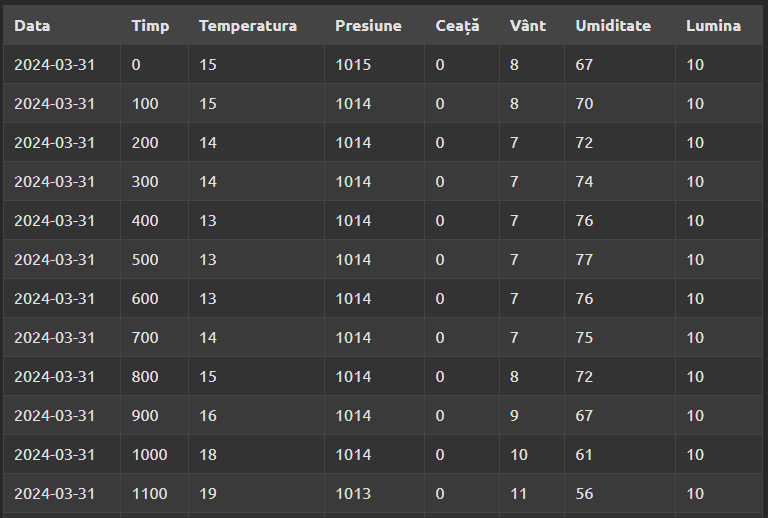 Data Timp Temperatura Presiune Ceață Vânt Umiditate Lumina
2024-03-31 0 15 1015 0 8 67 10
2024-03-31 100 15 1014 0 8 70 10
2024-03-31 200 14 1014 0 7 72 10
2024-03-31 300 14 1014 0 7 74 10
2024-03-31 400 13 1014 0 7 76 10
2024-03-31 500 13 1014 0 7 77 10
2024-03-31 600 13 1014 0 7 76 10
2024-03-31 700 14 1014 0 7 75 10
2024-03-31 800 15 1014 0 8 72 10
2024-03-31 900 16 1014 0 9 67 10
2024-03-31 1000 18 1014 0 10 61 10
2024-03-31 1100 19 1013 0 11 56 10